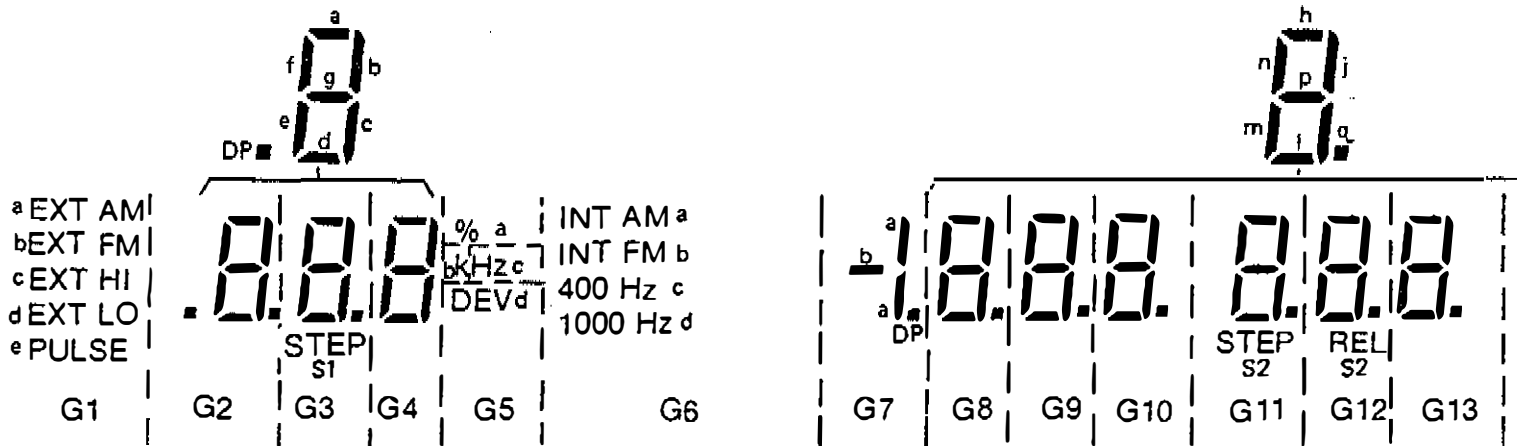 a h
f b n j
g p
e c m q
d l
DP
a EXT AM % a INT AM a a
b EXT FM b k Hz c INT FM b b
c EXT HI DEV d 400 Hz c
d EXT LO 1000 Hz d a
e PULSE STEP DP STEP REL
S1 S2 S2
G1 G2 G3 G4 G5 G6 G7 G8 G9 G10 G11 G12 G13